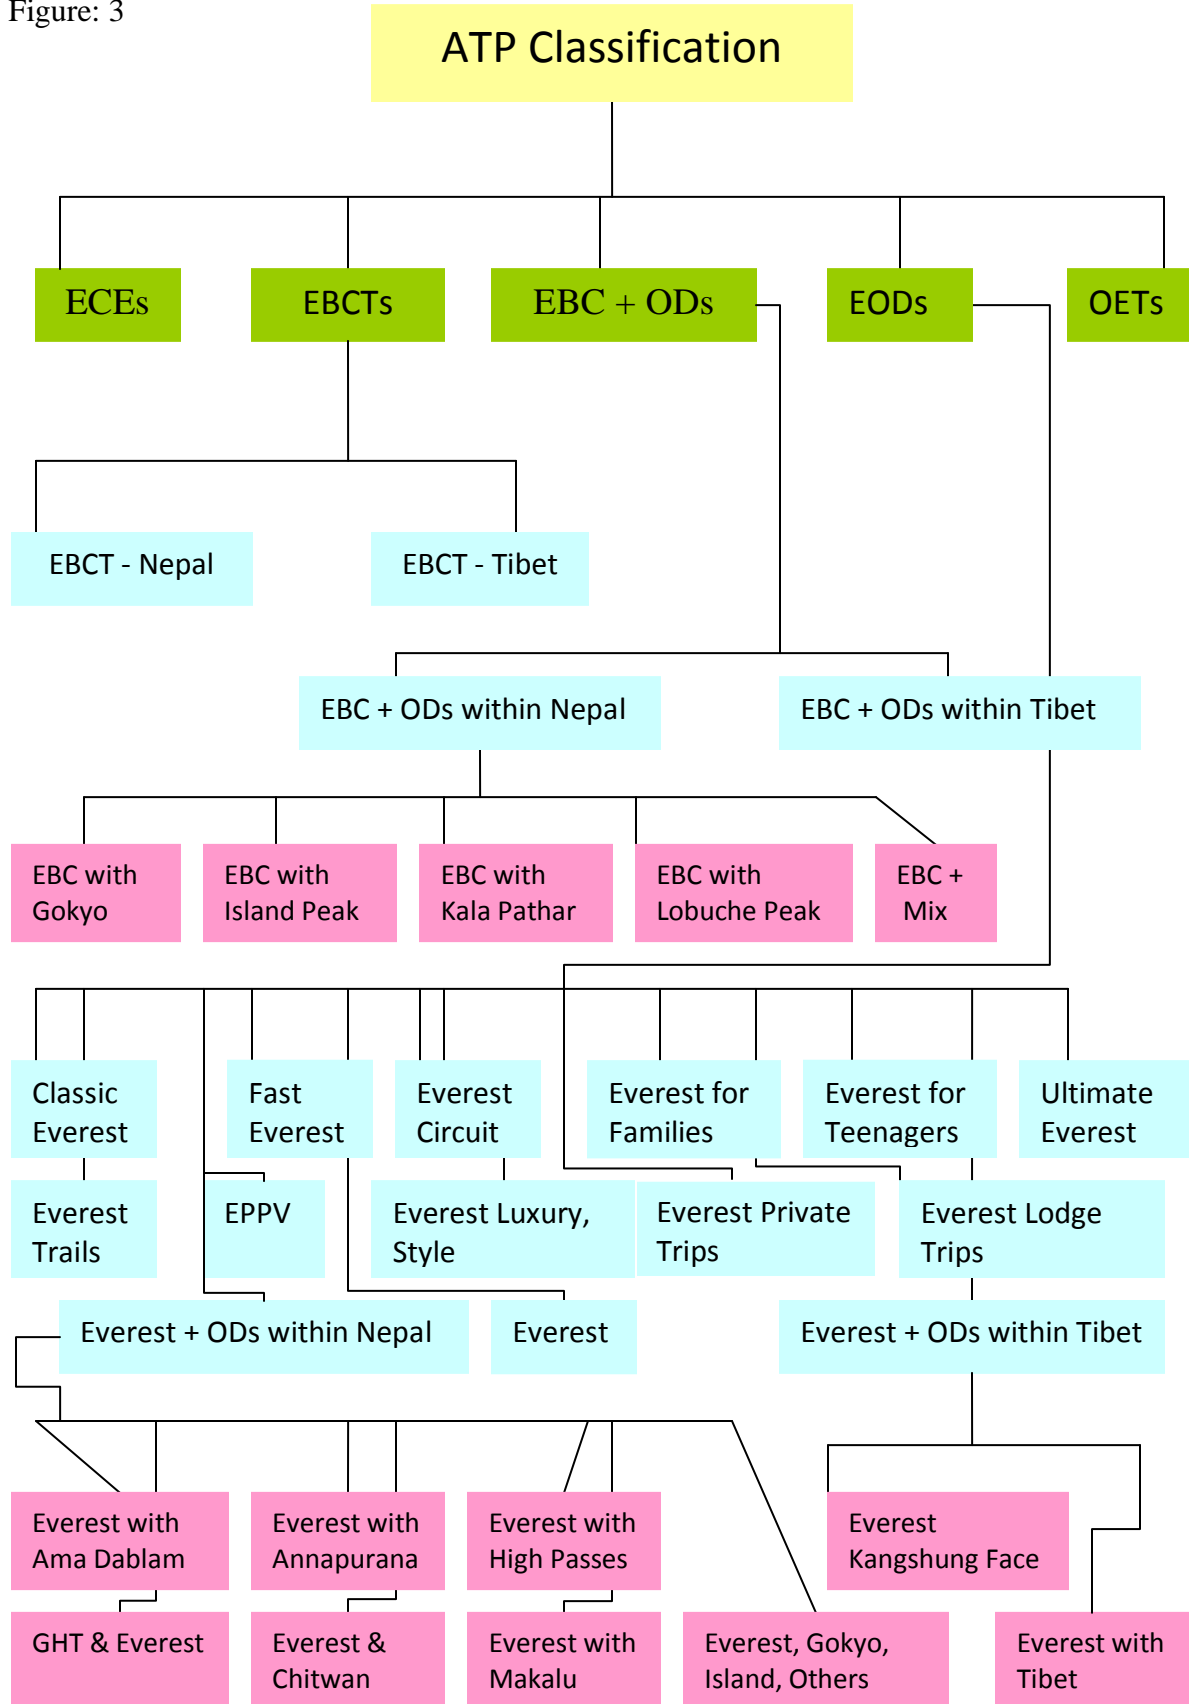 Figure: 3
ATP Classification
ECEs
EBCTs
EBC + ODs
EODs
OETs
EBCT - Nepal
EBCT - Tibet
EBC + ODs within Nepal
EBC + ODs within Tibet
EBC with
Gokyo
EBC with
Island Peak
EBC with
Kala Pathar
EBC with
Lobuche Peak
EBC +
Mix
Classic
Everest
Fast
Everest
Everest
Circuit
Everest for
Families
Everest for
Teenagers
Ultimate
Everest
Everest
Trails
EPPV
Everest Luxury,
Style
Everest Private
Trips
Everest Lodge
Trips
Everest + ODs within Nepal
Everest
Everest + ODs within Tibet
Everest with
Ama Dablam
Everest with
Annapurana
Everest with
High Passes
Everest
Kangshung Face
GHT & Everest
Everest &
Chitwan
Everest with
Makalu
Everest, Gokyo,
Island, Others
Everest with
Tibet